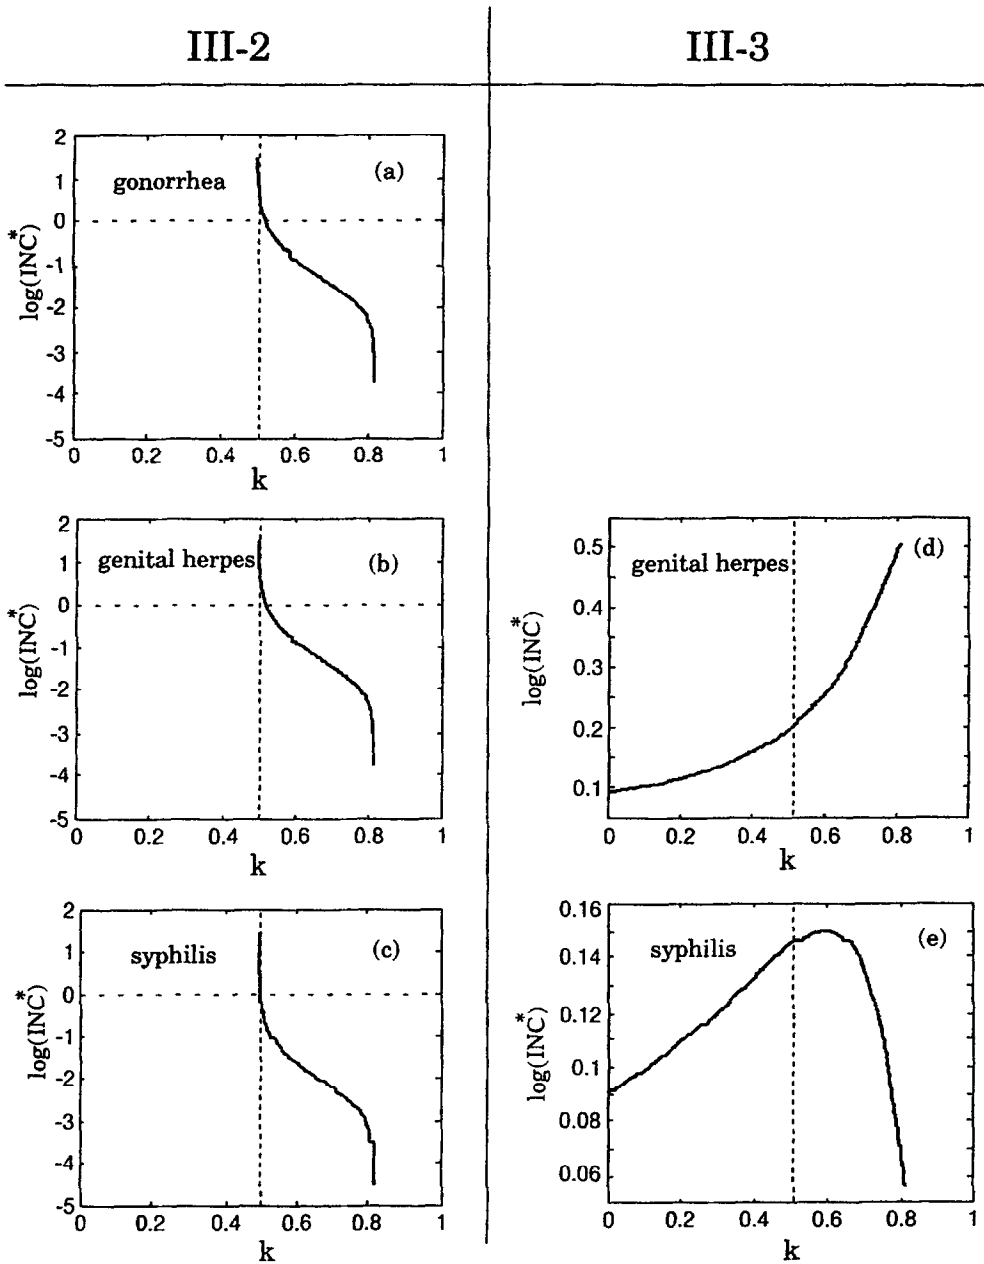 III-2
III-3
2
1
0
-1
-2
-3
-4
-5
log(INC*)
gonorrhea
(a)
0
0.2
0.4
0.6
0.8
1
k
2
1
0
-1
-2
-3
-4
-5
log(INC*)
genital herpes
(b)
0
0.2
0.4
0.6
0.8
1
k
0.5
0.4
0.3
0.2
0.1
log(INC*)
genital herpes
(d)
0
0.2
0.4
0.6
0.8
1
k
2
1
0
-1
-2
-3
-4
-5
log(INC*)
syphilis
(c)
0
0.2
0.4
0.6
0.8
1
k
0.16
0.14
0.12
0.1
0.08
0.06
log(INC*)
syphilis
(e)
0
0.2
0.4
0.6
0.8
1
k